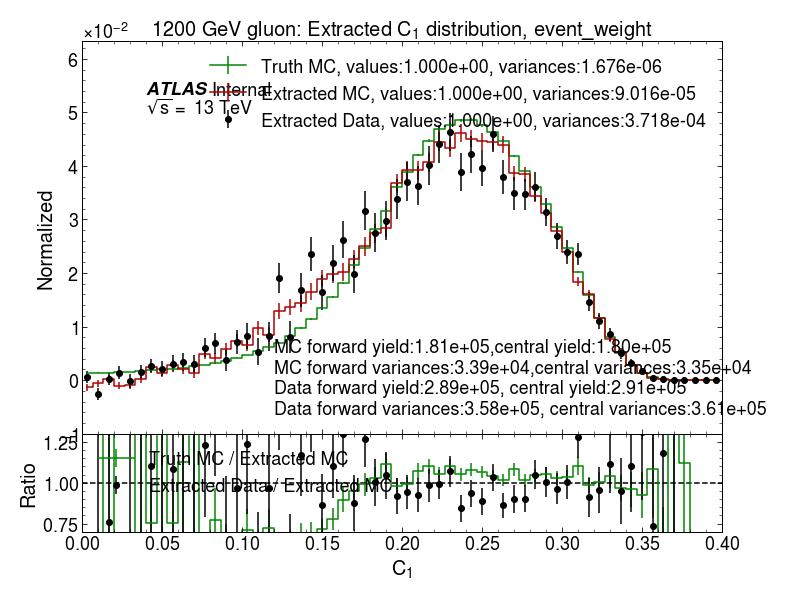 ×10⁻²
1200 GeV gluon: Extracted C₁ distribution, event_weight
Truth MC, values:1.000e+00, variances:1.676e-06
ATLAS Internal
Extracted MC, values:1.000e+00, variances:9.016e-05
√s = 13 TeV
Extracted Data, values:1.000e+00, variances:3.718e-04
6
5
4
3
2
1
0
1
Normalized
MC forward yield:1.81e+05,central yield:1.80e+05
MC forward variances:3.39e+04,central variances:3.35e+04
Data forward yield:2.89e+05, central yield:2.91e+05
Data forward variances:3.58e+05, central variances:3.61e+05
1.25
1.00
0.75
Ratio
Truth MC / Extracted MC
Extracted Data / Extracted MC
0.00 0.05 0.10 0.15 0.20 0.25 0.30 0.35 0.40
C₁